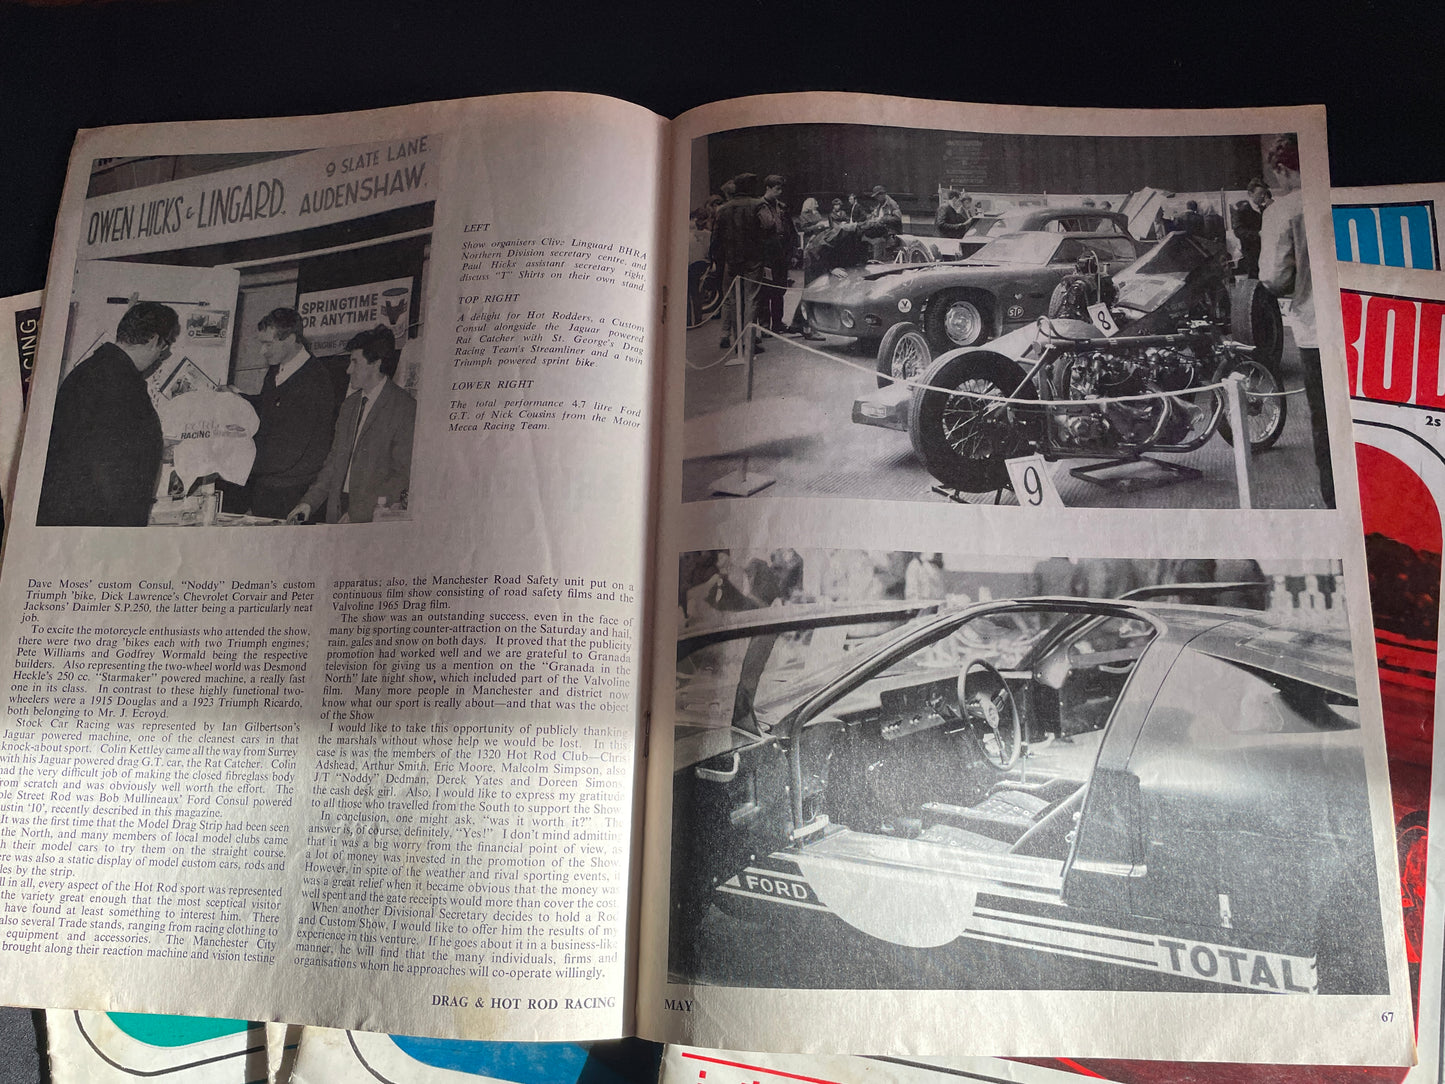 OWEN, HICKS & LINGARD,
9 SLATE LANE.
AUDENSHAW.
SPRINGTIME
OR ANYTIME
RACING
LEFT
Show organisers Clive Linguard BHRA
Northern Division secretary centre, and
Paul Hicks assistant secretary right,
discuss "T" Shirts on their own stand.
TOP RIGHT
A delight for Hot Rodders, a Custom
Consul alongside the Jaguar powered
Rat Catcher with St. George's Drag
Racing Team's Streamliner and a twin
Triumph powered sprint bike.
LOWER RIGHT
The total performance 4.7 litre Ford
G.T. of Nick Cousins from the Motor
Mecca Racing Team.
Dave Moses' custom Consul, "Noddy" Dedman's custom
Triumph 'bike, Dick Lawrence's Chevrolet Corvair and Peter
Jacksons' Daimler S.P.250, the latter being a particularly neat
job.
To excite the motorcycle enthusiasts who attended the show,
there were two drag 'bikes each with two Triumph engines;
Pete Williams and Godfrey Wormald being the respective
builders. Also representing the two-wheel world was Desmond
Heckle's 250 cc. "Starmaker" powered machine, a really fast
one in its class. In contrast to these highly functional two-
wheelers were a 1915 Douglas and a 1923 Triumph Ricardo,
both belonging to Mr. J. Ecroyd.
Stock Car Racing was represented by Ian Gilbertson's
Jaguar powered machine, one of the cleanest cars in that
knock-about sport. Colin Kettley came all the way from Surrey
with his Jaguar powered drag G.T. car, the Rat Catcher. Colin
had the very difficult job of making the closed fibreglass body
from scratch and was obviously well worth the effort. The
Street Rod was Bob Mullineaux' Ford Consul powered
ustin '10', recently described in this magazine.
It was the first time that the Model Drag Strip had been seen
the North, and many members of local model clubs came
h their model cars to try them on the straight course.
ere was also a static display of model custom cars, rods and
les by the strip.
ll in all, every aspect of the Hot Rod sport was represented
the variety great enough that the most sceptical visitor
have found at least something to interest him. There
also several Trade stands, ranging from racing clothing to
equipment and accessories. The Manchester City
brought along their reaction machine and vision testing
apparatus; also, the Manchester Road Safety unit put on a
continuous film show consisting of road safety films and the
Valvoline 1965 Drag film.
The show was an outstanding success, even in the face of
many big sporting counter-attraction on the Saturday and hail,
rain, gales and snow on both days. It proved that the publicity
promotion had worked well and we are grateful to Granada
television for giving us a mention on the "Granada in the
North" late night show, which included part of the Valvoline
film. Many more people in Manchester and district now
know what our sport is really about—and that was the object
of the Show
I would like to take this opportunity of publicly thanking
the marshals without whose help we would be lost. In this
case is was the members of the 1320 Hot Rod Club—Chris
Adshead, Arthur Smith, Eric Moore, Malcolm Simpson, also
J/T "Noddy" Dedman, Derek Yates and Doreen Simons
the cash desk girl. Also, I would like to express my gratitude
to all those who travelled from the South to support the Show
In conclusion, one might ask, "was it worth it?" The
answer is, of course, definitely, "Yes!" I don't mind admitting
that it was a big worry from the financial point of view, as
a lot of money was invested in the promotion of the Show
However, in spite of the weather and rival sporting events, it
was a great relief when it became obvious that the money was
well spent and the gate receipts would more than cover the cost.
When another Divisional Secretary decides to hold a Rod
and Custom Show, I would like to offer him the results of my
experience in this venture. If he goes about it in a business-like
manner, he will find that the many individuals, firms and
organisations whom he approaches will co-operate willingly.
DRAG & HOT ROD RACING
MAY
67
8
9
STP
FORD
TOTAL
ROD
2s
RACING